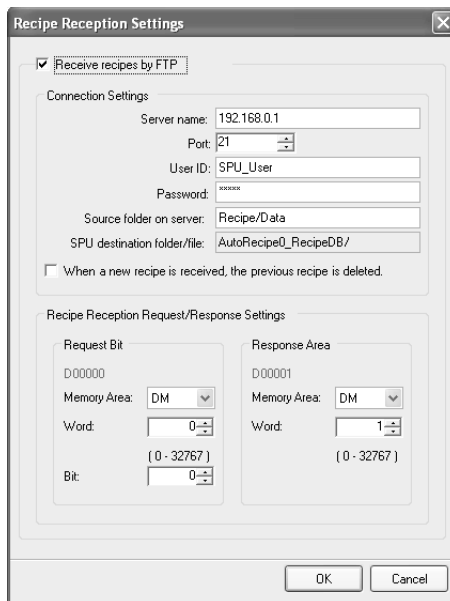 Recipe Reception Settings
Receive recipes by FTP
Connection Settings
Server name: 192.168.0.1
Port: 21
User ID: SPU_User
Password: xxxxx
Source folder on server: Recipe/Data
SPU destination folder/file: AutoRecipe0_RecipeDB/
When a new recipe is received, the previous recipe is deleted.
Recipe Reception Request/Response Settings
Request Bit
D00000
Memory Area: DM
Word: 0
( 0 - 32767 )
Bit: 0
Response Area
D00001
Memory Area: DM
Word: 1
( 0 - 32767 )
OK Cancel